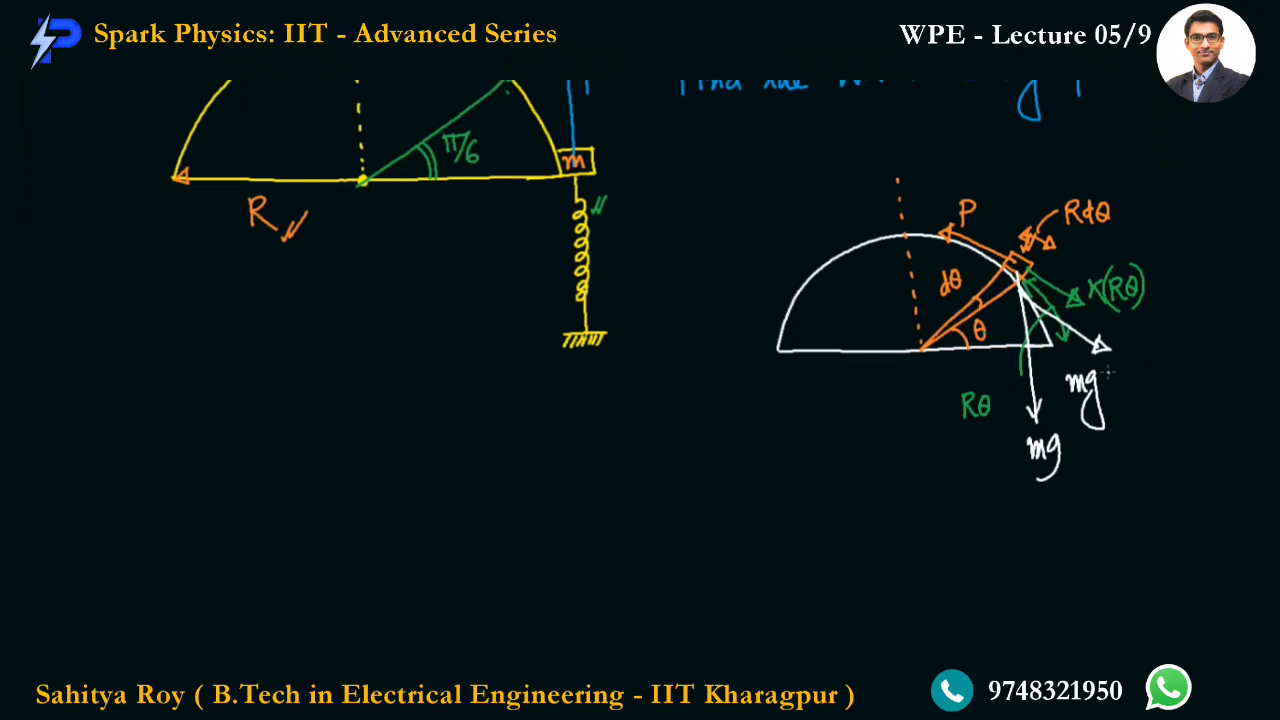 Spark Physics: IIT - Advanced Series
WPE - Lecture 05/9
π/6
m
R
P
Rdθ
dθ
θ
K(Rθ)
mg
Rθ
mg
Sahitya Roy ( B.Tech in Electrical Engineering - IIT Kharagpur )
9748321950